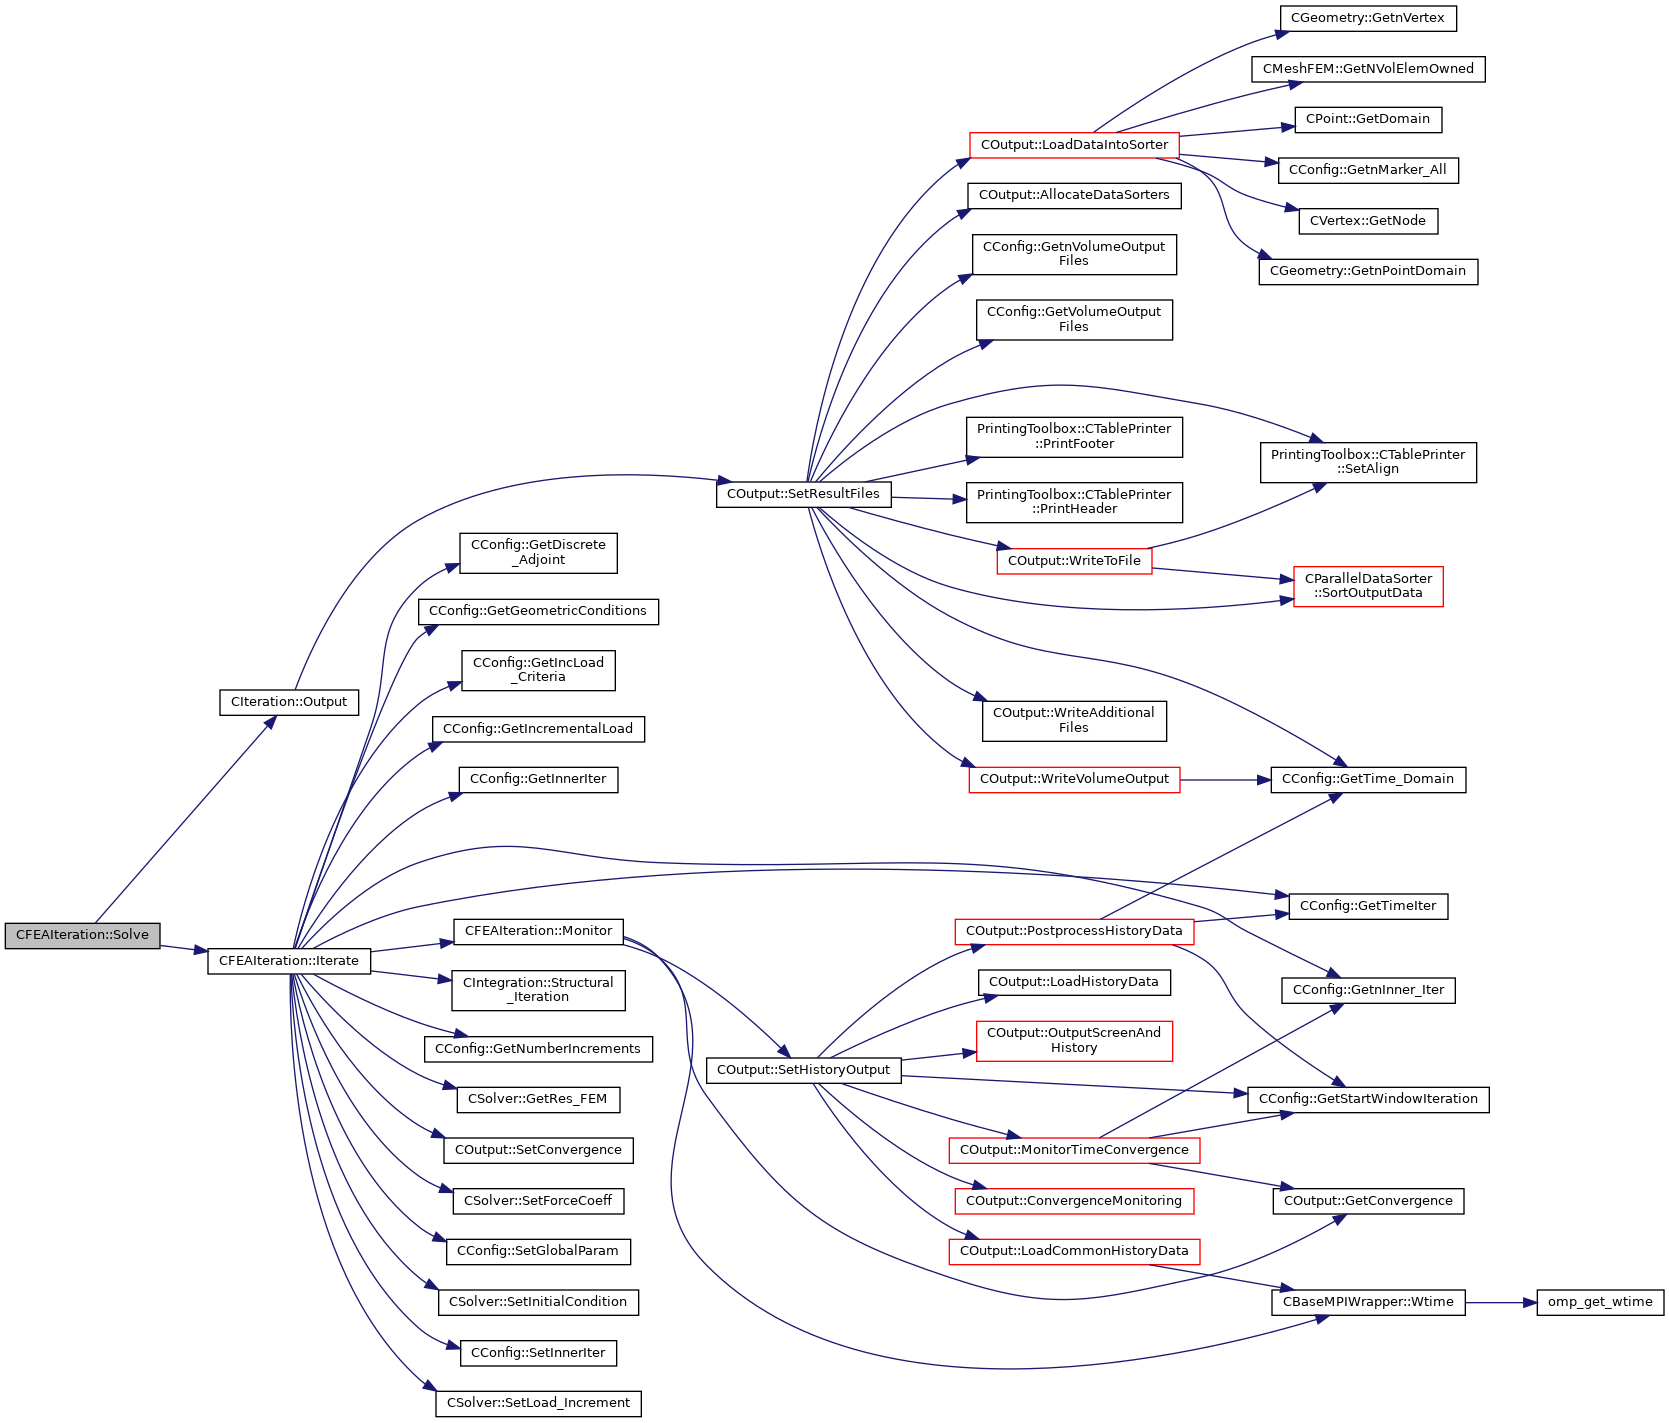 CGeometry::GetnVertex
CMeshFEM::GetNVolElemOwned
CPoint::GetDomain
COutput::LoadDataIntoSorter
CConfig::GetnMarker_All
COutput::AllocateDataSorters
CVertex::GetNode
CConfig::GetnVolumeOutput
Files
CGeometry::GetnPointDomain
CConfig::GetVolumeOutput
Files
PrintingToolbox::CTablePrinter
::PrintFooter
PrintingToolbox::CTablePrinter
::SetAlign
COutput::SetResultFiles
PrintingToolbox::CTablePrinter
::PrintHeader
CConfig::GetDiscrete
_Adjoint
COutput::WriteToFile
CParallelDataSorter
::SortOutputData
CConfig::GetGeometricConditions
CConfig::GetIncLoad
_Criteria
CIteration::Output
COutput::WriteAdditional
Files
CConfig::GetIncrementalLoad
CConfig::GetInnerIter
COutput::WriteVolumeOutput
CConfig::GetTime_Domain
CConfig::GetTimeIter
CFEAIteration::Solve
CFEAIteration::Monitor
COutput::PostprocessHistoryData
CFEAIteration::Iterate
CIntegration::Structural
_Iteration
COutput::LoadHistoryData
CConfig::GetnInner_Iter
COutput::OutputScreenAnd
History
CConfig::GetNumberIncrements
COutput::SetHistoryOutput
CSolver::GetRes_FEM
CConfig::GetStartWindowIteration
COutput::SetConvergence
COutput::MonitorTimeConvergence
CSolver::SetForceCoeff
COutput::ConvergenceMonitoring
COutput::GetConvergence
CConfig::SetGlobalParam
COutput::LoadCommonHistoryData
CSolver::SetInitialCondition
CBaseMPIWrapper::Wtime
omp_get_wtime
CConfig::SetInnerIter
CSolver::SetLoad_Increment